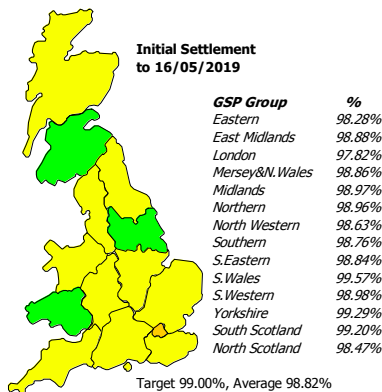 Initial Settlement
to 16/05/2019
GSP Group %
Eastern 98.28%
East Midlands 98.88%
London 97.82%
Mersey&N.Wales 98.86%
Midlands 98.97%
Northern 98.96%
North Western 98.63%
Southern 98.76%
S.Eastern 98.84%
S.Wales 99.57%
S.Western 98.98%
Yorkshire 99.29%
South Scotland 99.20%
North Scotland 98.47%
Target 99.00%, Average 98.82%